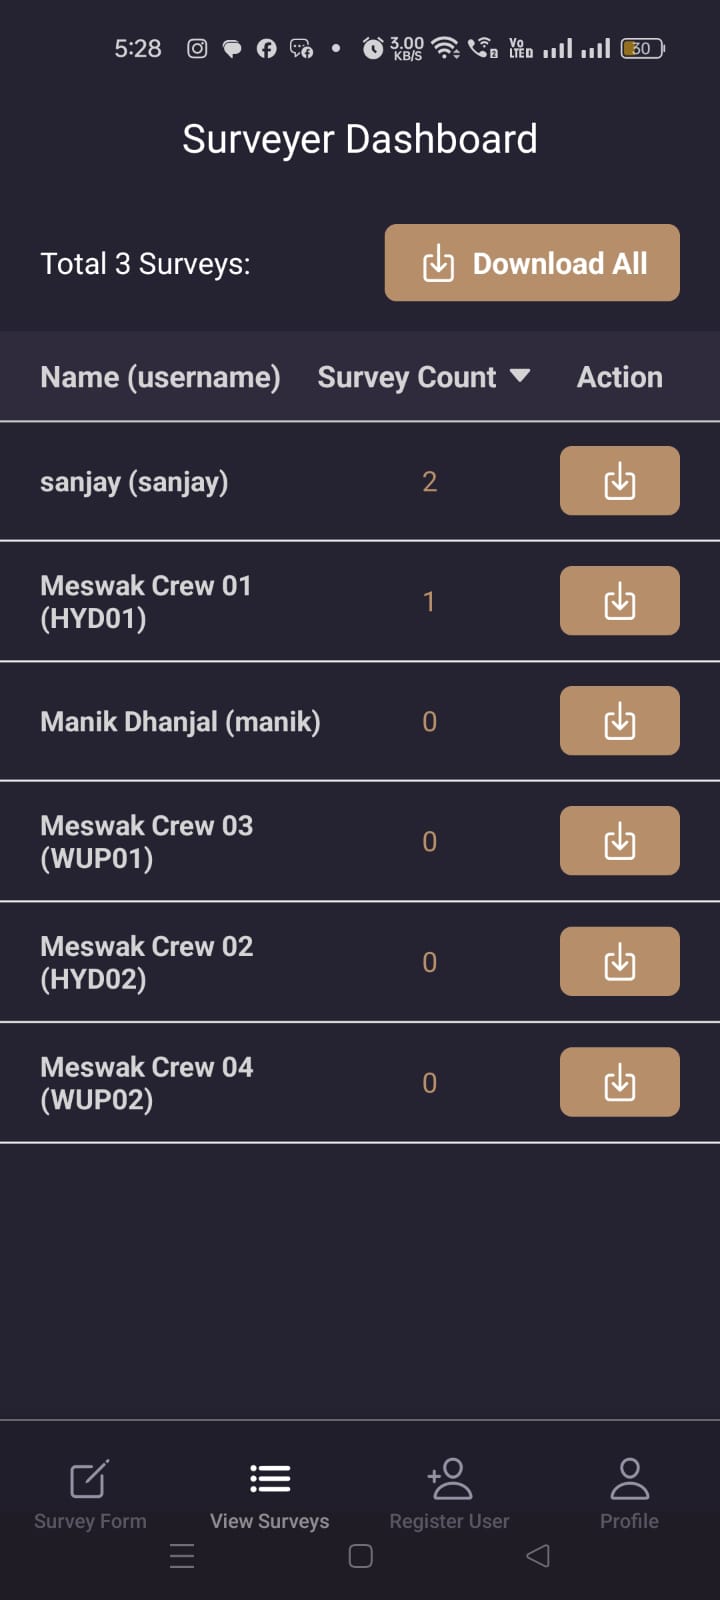 5:28 3.00 KB/S Vo LTE 30
Surveyer Dashboard
Total 3 Surveys: Download All
Name (username) Survey Count Action
sanjay (sanjay) 2
Meswak Crew 01
(HYD01) 1
Manik Dhanjal (manik) 0
Meswak Crew 03
(WUP01) 0
Meswak Crew 02
(HYD02) 0
Meswak Crew 04
(WUP02) 0
Survey Form View Surveys Register User Profile